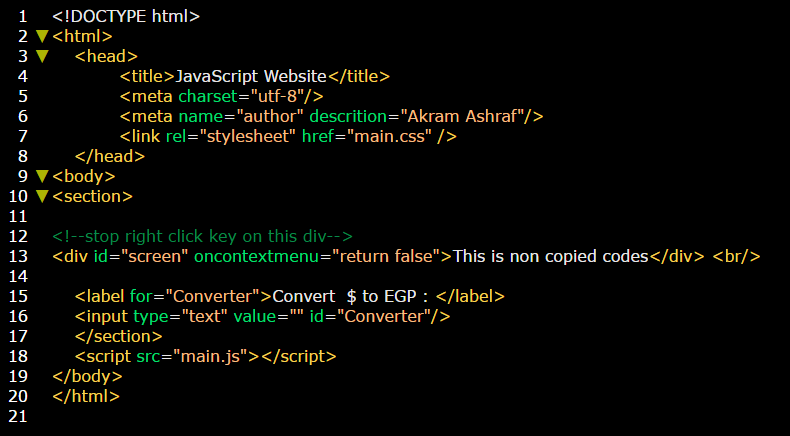 1 <!DOCTYPE html>
2 ▼ <html>
3 ▼ <head>
4 <title>JavaScript Website</title>
5 <meta charset="utf-8"/>
6 <meta name="author" descrition="Akram Ashraf"/>
7 <link rel="stylesheet" href="main.css" />
8 </head>
9 ▼ <body>
10 ▼ <section>
11
12 <!--stop right click key on this div-->
13 <div id="screen" oncontextmenu="return false">This is non copied codes</div> <br/>
14
15 <label for="Converter">Convert  $ to EGP : </label>
16 <input type="text" value="" id="Converter"/>
17 </section>
18 <script src="main.js"></script>
19 </body>
20 </html>
21